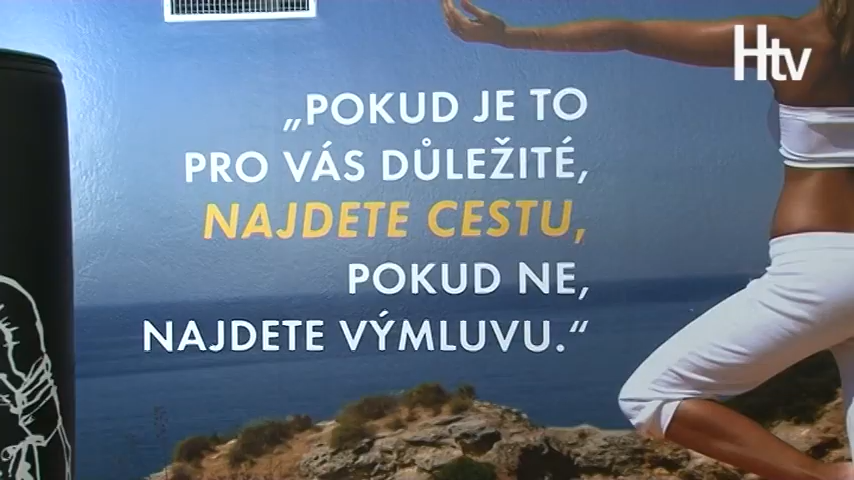 Htv
„POKUD JE TO
PRO VÁS DŮLEŽITÉ,
NAJDETE CESTU,
POKUD NE,
NAJDETE VÝMLUVU.“